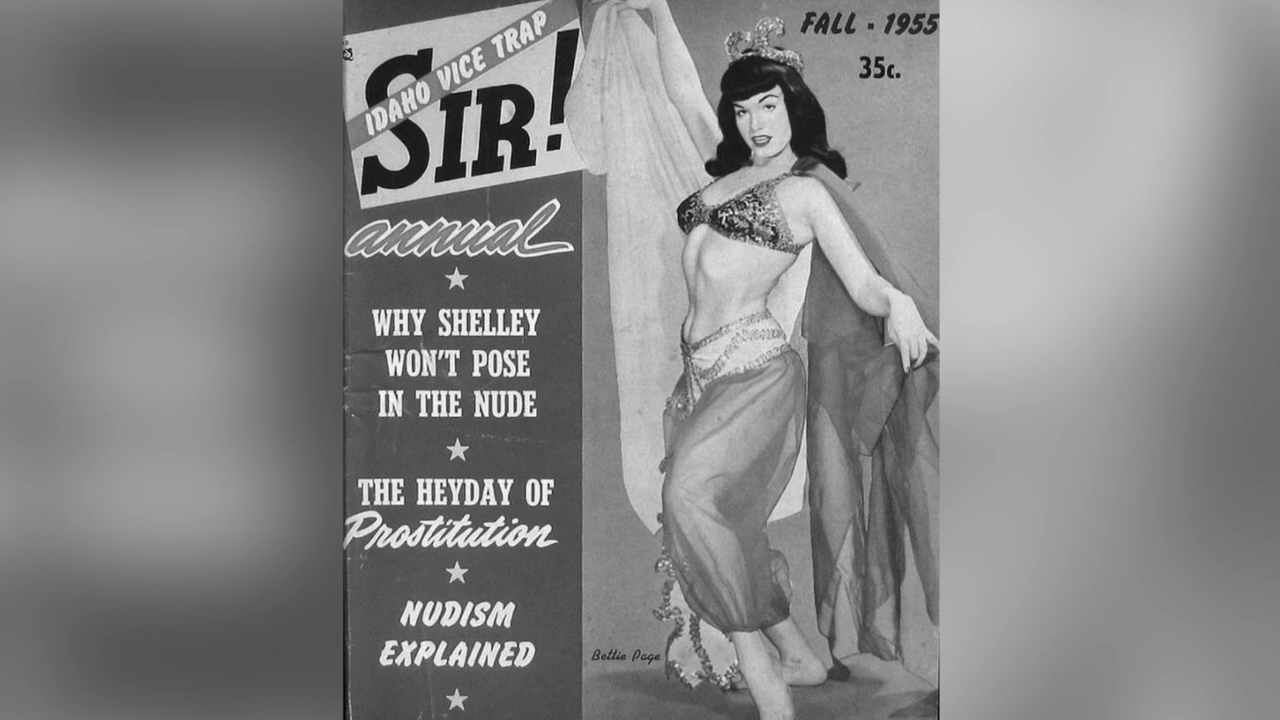 IDAHO VICE TRAP
SIR!
annual
WHY SHELLEY
WON'T POSE
IN THE NUDE
THE HEYDAY OF
Prostitution
NUDISM
EXPLAINED
FALL - 1955
35c.
Bettie Page